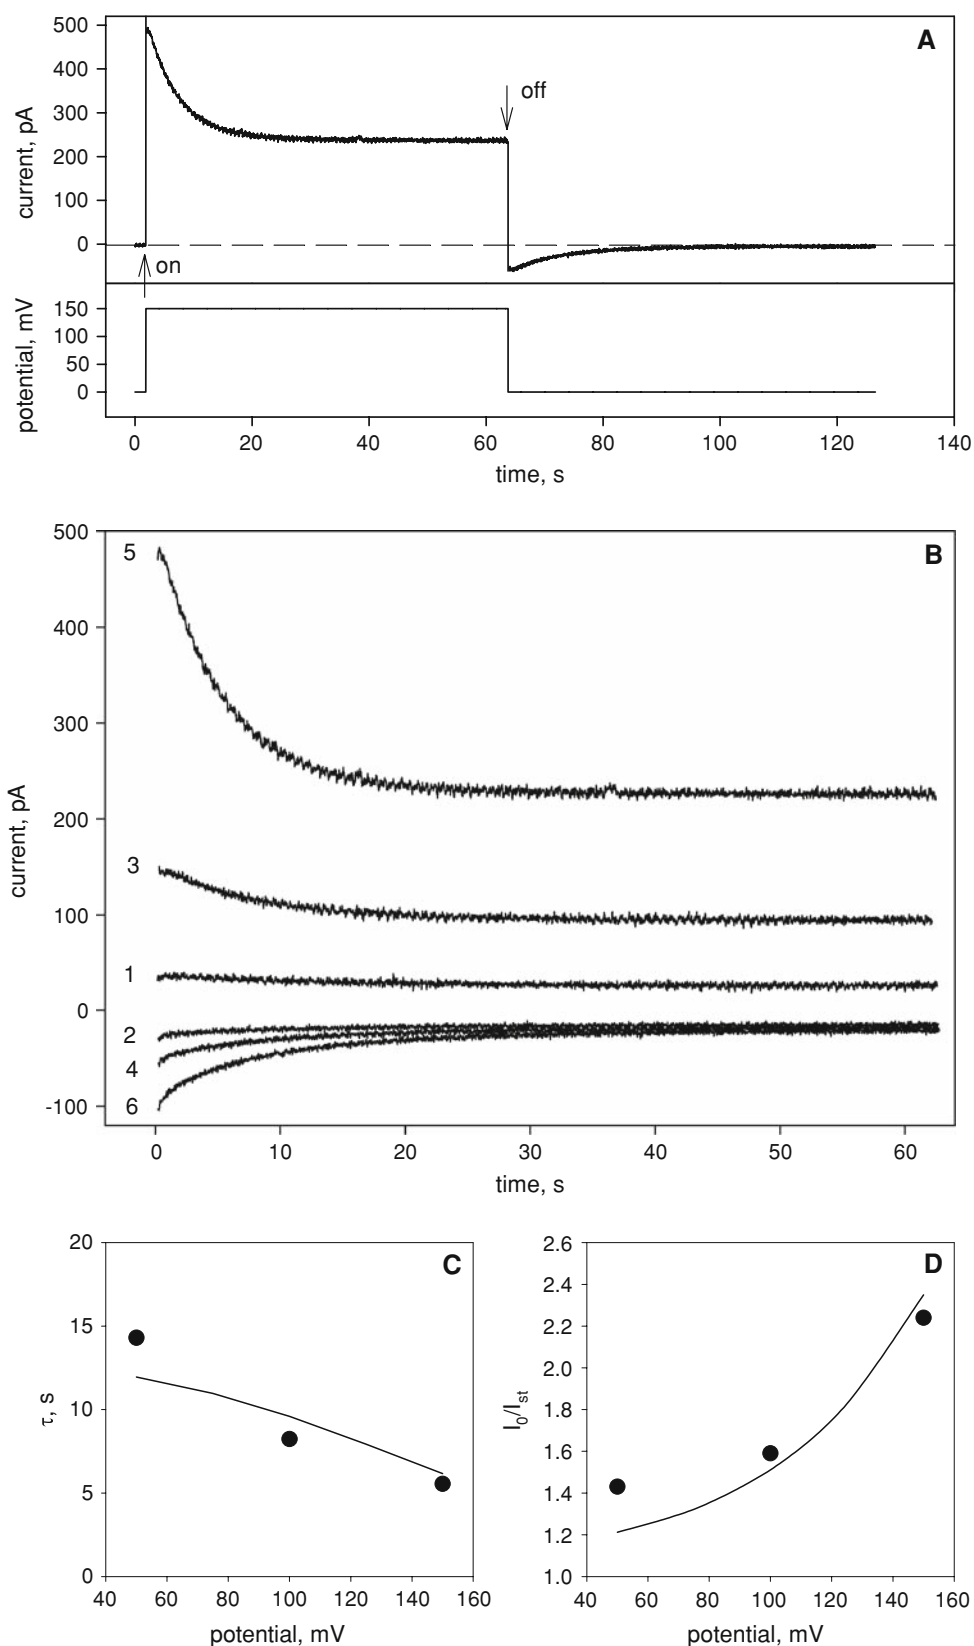 A
500
400
300
200
100
0
current, pA
off
on
150
100
50
0
potential, mV
0 20 40 60 80 100 120 140
time, s
B
500
400
300
200
100
0
-100
current, pA
5
3
1
2
4
6
0 10 20 30 40 50 60
time, s
C
20
15
10
5
0
τ, s
40 60 80 100 120 140 160
potential, mV
D
2.6
2.4
2.2
2.0
1.8
1.6
1.4
1.2
1.0
I0/Ist
40 60 80 100 120 140 160
potential, mV